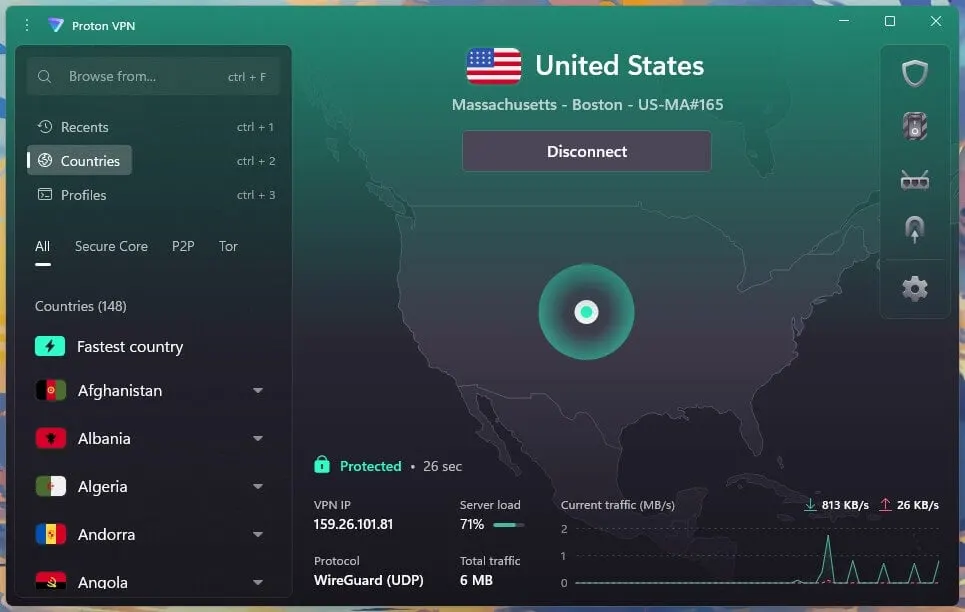 Proton VPN
Browse from... ctrl + F
Recents ctrl + 1
Countries ctrl + 2
Profiles ctrl + 3
All Secure Core P2P Tor
Countries (148)
Fastest country
Afghanistan
Albania
Algeria
Andorra
Angola
United States
Massachusetts - Boston - US-MA#165
Disconnect
Protected • 26 sec
VPN IP
159.26.101.81
Server load
71%
Protocol
WireGuard (UDP)
Total traffic
6 MB
Current traffic (MB/s) 813 KB/s 26 KB/s
2
1
0